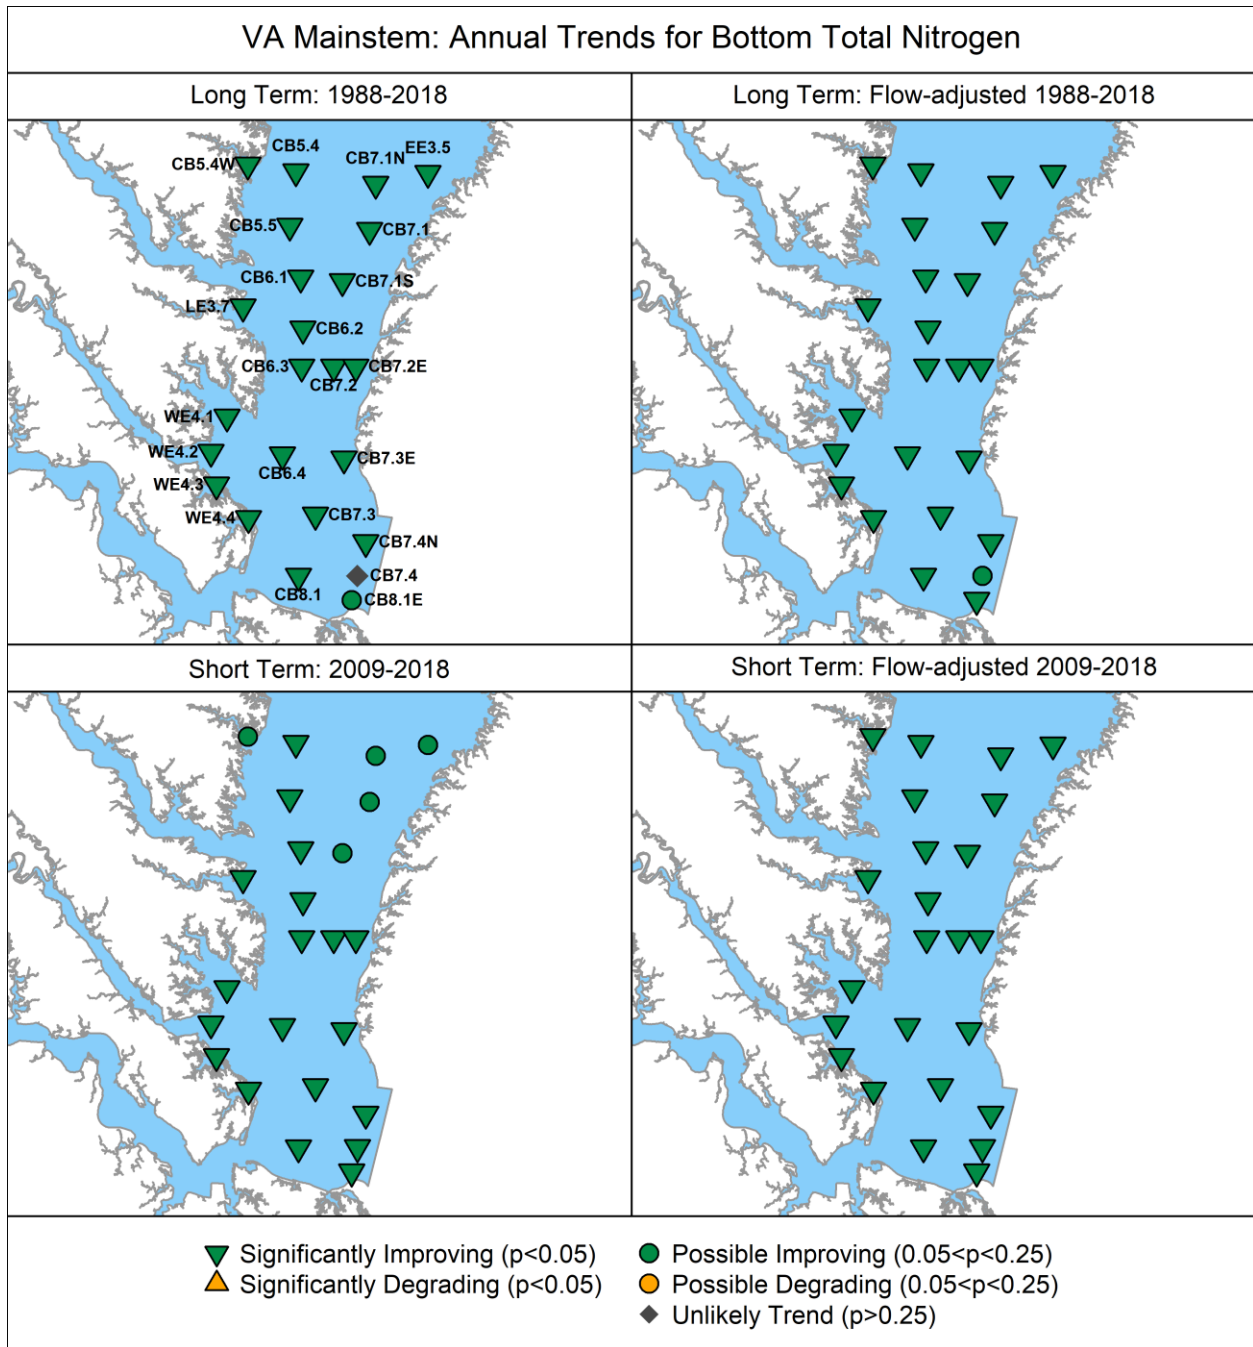 VA Mainstem: Annual Trends for Bottom Total Nitrogen
Long Term: 1988-2018
Long Term: Flow-adjusted 1988-2018
CB5.4W
CB5.4
CB7.1N
EE3.5
CB5.5
CB7.1
CB6.1
CB7.1S
LE3.7
CB6.2
CB6.3
CB7.2
CB7.2E
WE4.1
WE4.2
CB6.4
CB7.3E
WE4.3
WE4.4
CB7.3
CB7.4N
CB7.4
CB8.1
CB8.1E
Short Term: 2009-2018
Short Term: Flow-adjusted 2009-2018
Significantly Improving (p<0.05)
Significantly Degrading (p<0.05)
Possible Improving (0.05<p<0.25)
Possible Degrading (0.05<p<0.25)
Unlikely Trend (p>0.25)